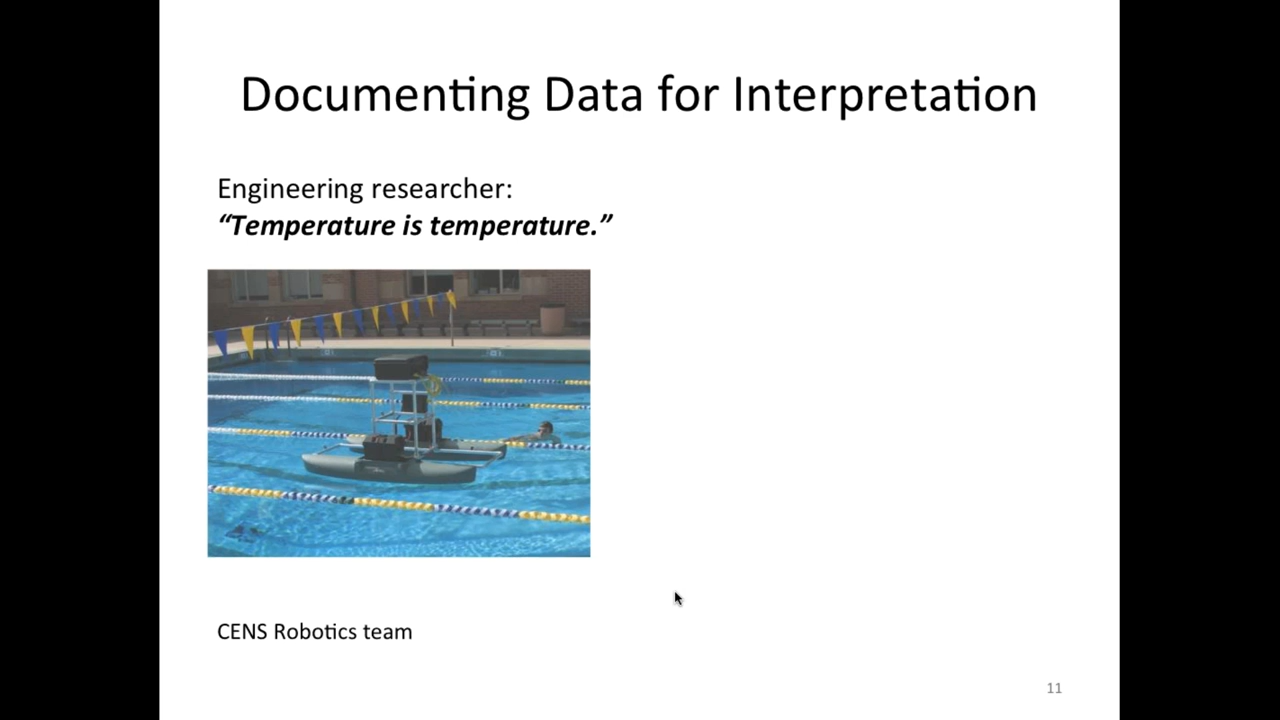 Documenting Data for Interpretation
Engineering researcher:
“Temperature is temperature.”
CENS Robotics team
11